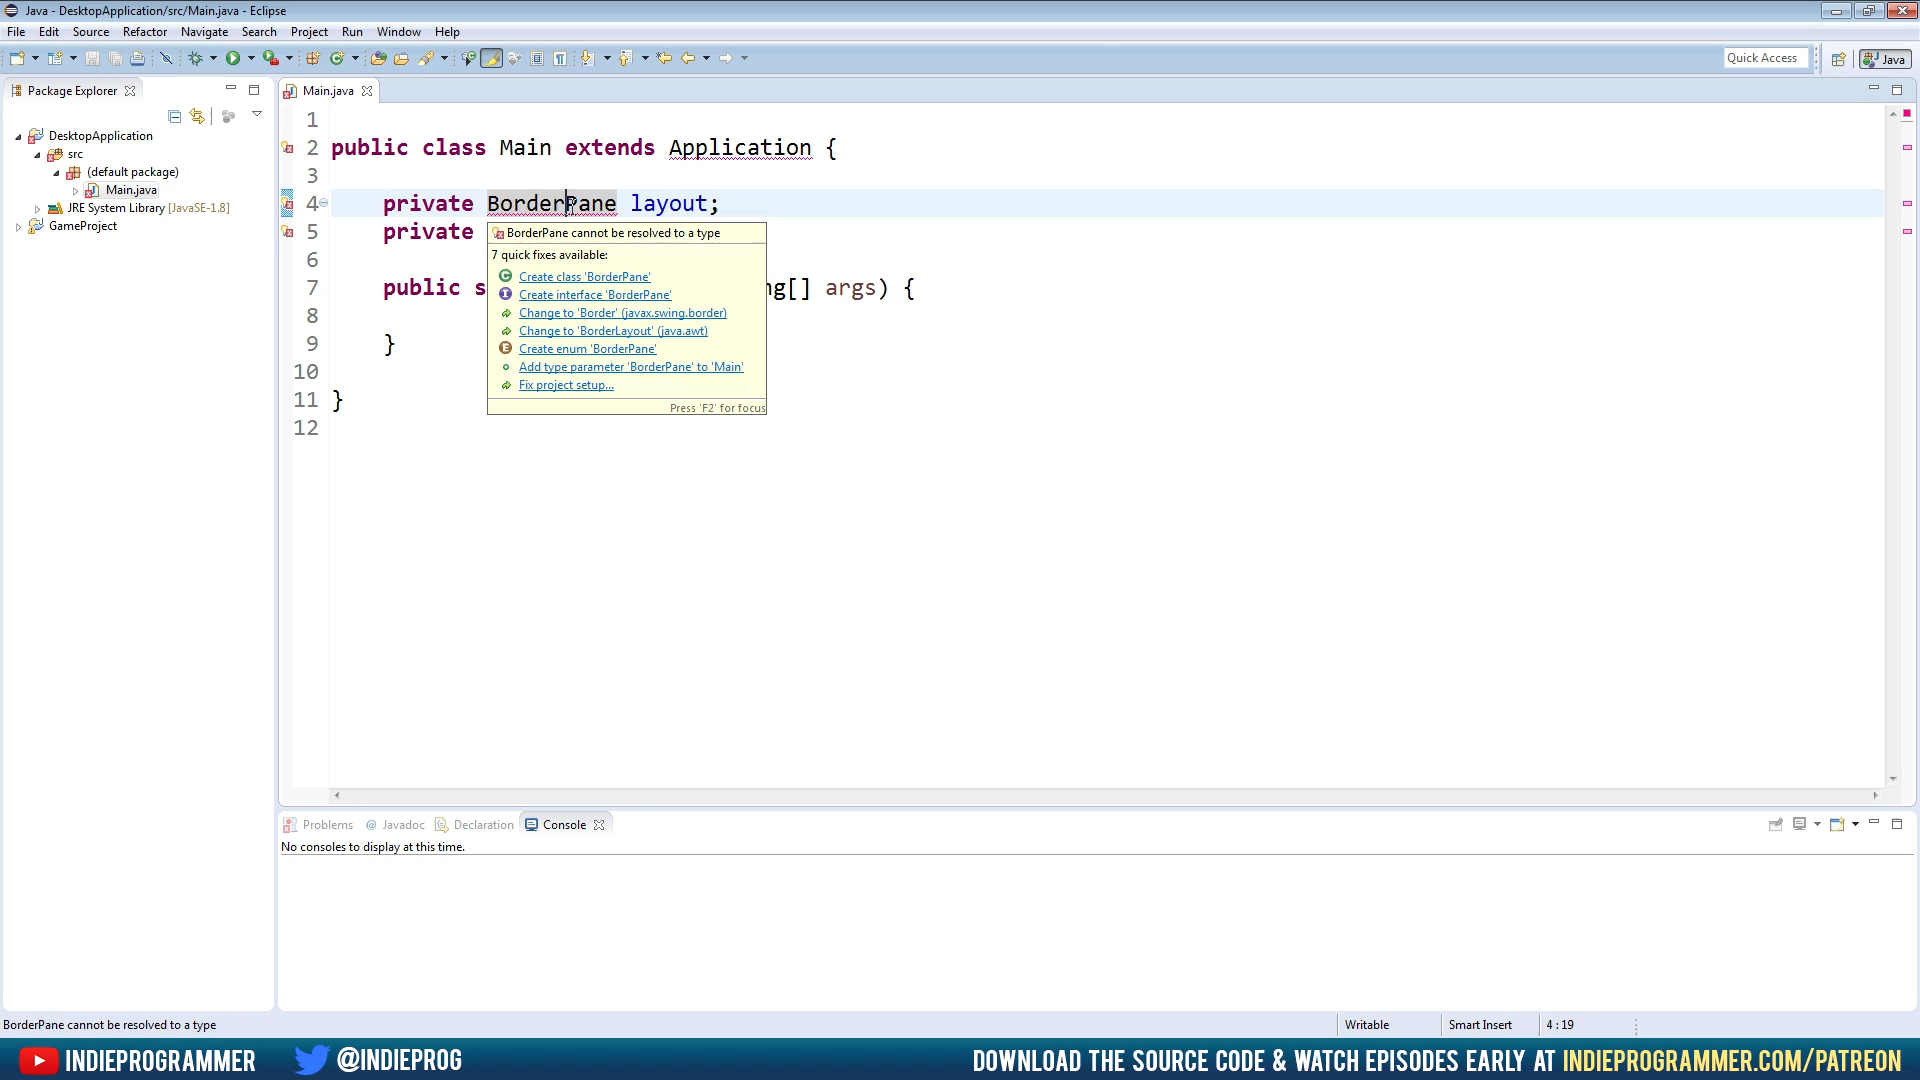 Java - DesktopApplication/src/Main.java - Eclipse
File Edit Source Refactor Navigate Search Project Run Window Help
Quick Access
Java
Package Explorer
DesktopApplication
src
(default package)
Main.java
JRE System Library [JavaSE-1.8]
GameProject
Main.java
1
2 public class Main extends Application {
3
4 private BorderPane layout;
5 private
6
7 public s ng[] args) {
8
9 }
10
11 }
12
BorderPane cannot be resolved to a type
7 quick fixes available:
Create class 'BorderPane'
Create interface 'BorderPane'
Change to 'Border' (javax.swing.border)
Change to 'BorderLayout' (java.awt)
Create enum 'BorderPane'
Add type parameter 'BorderPane' to 'Main'
Fix project setup...
Press 'F2' for focus
Problems @ Javadoc Declaration Console
No consoles to display at this time.
BorderPane cannot be resolved to a type
Writable
Smart Insert
4 : 19
INDIEPROGRAMMER
@INDIEPROG
DOWNLOAD THE SOURCE CODE & WATCH EPISODES EARLY AT INDIEPROGRAMMER.COM/PATREON